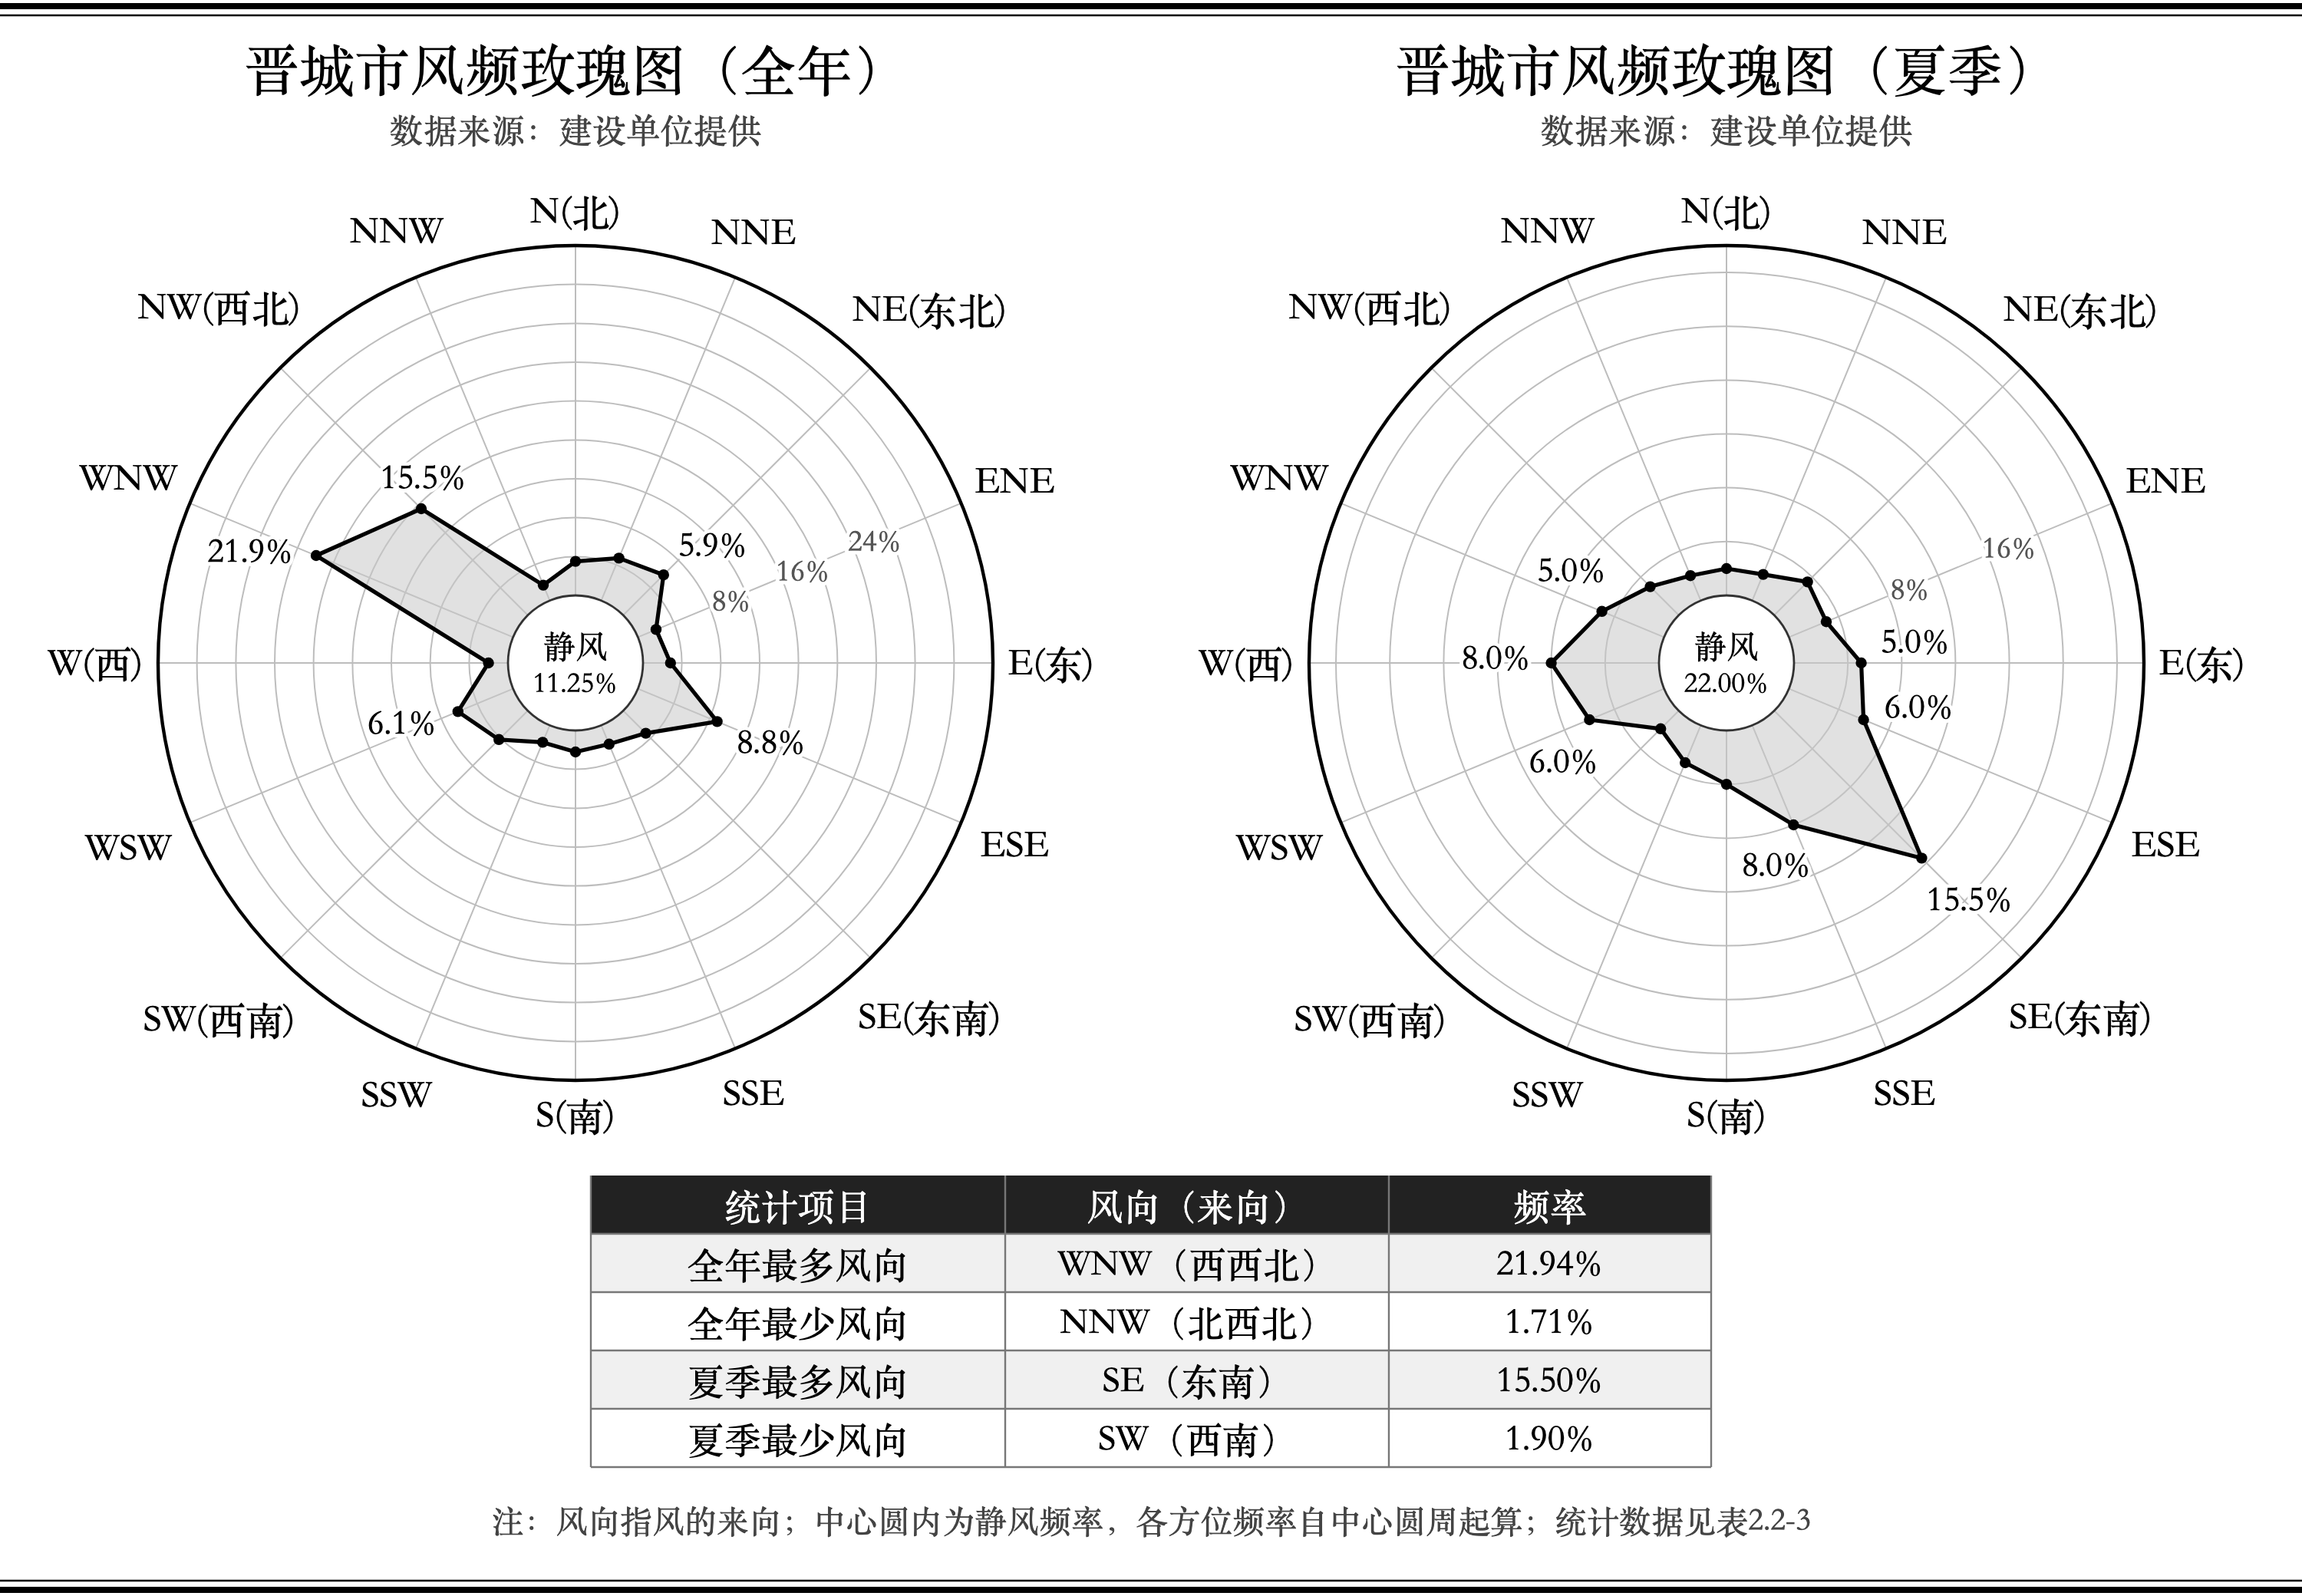 晋城市风频玫瑰图（全年）
数据来源：建设单位提供
N(北)
NNW
NNE
NW(西北)
NE(东北)
WNW
ENE
15.5%
21.9%
5.9%
24%
16%
8%
W(西)
静风
11.25%
E(东)
6.1%
8.8%
WSW
ESE
SW(西南)
SE(东南)
SSW
SSE
S(南)
晋城市风频玫瑰图（夏季）
数据来源：建设单位提供
N(北)
NNW
NNE
NW(西北)
NE(东北)
WNW
ENE
16%
5.0%
8%
5.0%
W(西)
8.0%
静风
22.00%
E(东)
6.0%
6.0%
WSW
ESE
8.0%
15.5%
SW(西南)
SE(东南)
SSW
SSE
S(南)
统计项目 风向（来向） 频率
全年最多风向 WNW（西西北） 21.94%
全年最少风向 NNW（北西北） 1.71%
夏季最多风向 SE（东南） 15.50%
夏季最少风向 SW（西南） 1.90%
注：风向指风的来向；中心圆内为静风频率，各方位频率自中心圆周起算；统计数据见表2.2-3